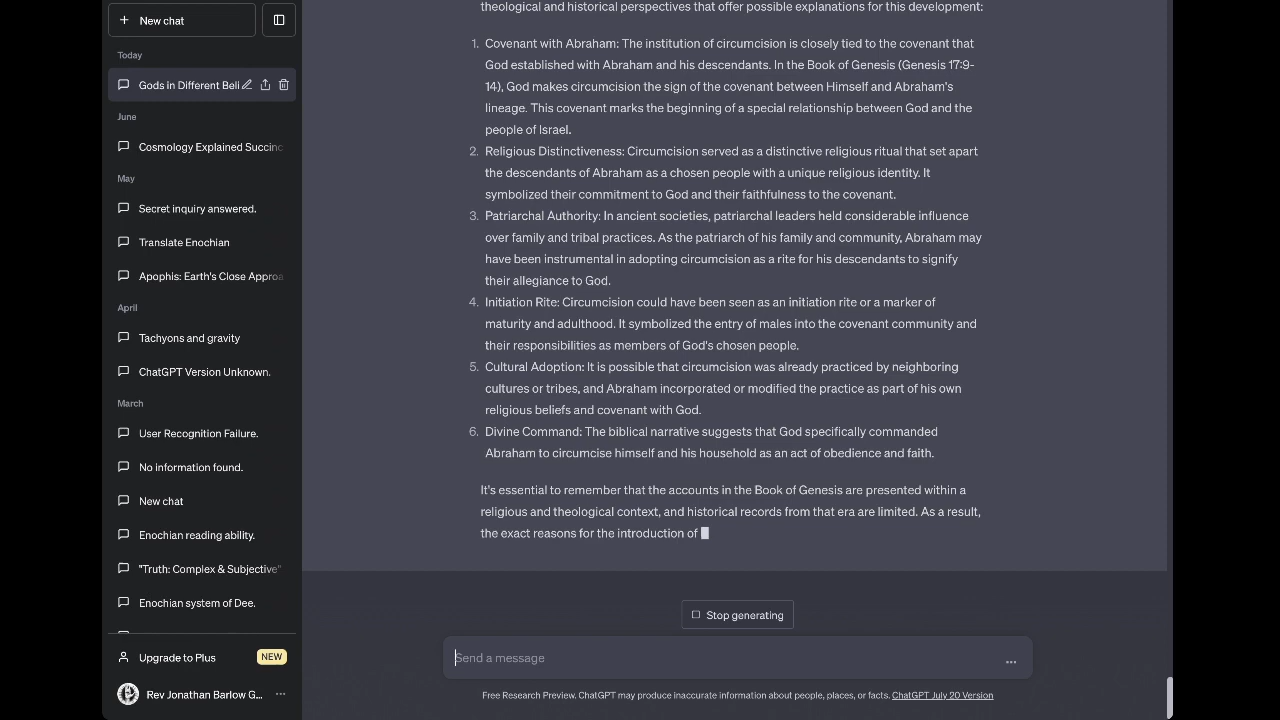 New chat
Today
Gods in Different Beli
June
Cosmology Explained Succinc
May
Secret inquiry answered.
Translate Enochian
Apophis: Earth's Close Approa
April
Tachyons and gravity
ChatGPT Version Unknown.
March
User Recognition Failure.
No information found.
New chat
Enochian reading ability.
"Truth: Complex & Subjective"
Enochian system of Dee.
Upgrade to Plus NEW
Rev Jonathan Barlow G... ...
theological and historical perspectives that offer possible explanations for this development:
1. Covenant with Abraham: The institution of circumcision is closely tied to the covenant that
God established with Abraham and his descendants. In the Book of Genesis (Genesis 17:9-
14), God makes circumcision the sign of the covenant between Himself and Abraham's
lineage. This covenant marks the beginning of a special relationship between God and the
people of Israel.
2. Religious Distinctiveness: Circumcision served as a distinctive religious ritual that set apart
the descendants of Abraham as a chosen people with a unique religious identity. It
symbolized their commitment to God and their faithfulness to the covenant.
3. Patriarchal Authority: In ancient societies, patriarchal leaders held considerable influence
over family and tribal practices. As the patriarch of his family and community, Abraham may
have been instrumental in adopting circumcision as a rite for his descendants to signify
their allegiance to God.
4. Initiation Rite: Circumcision could have been seen as an initiation rite or a marker of
maturity and adulthood. It symbolized the entry of males into the covenant community and
their responsibilities as members of God's chosen people.
5. Cultural Adoption: It is possible that circumcision was already practiced by neighboring
cultures or tribes, and Abraham incorporated or modified the practice as part of his own
religious beliefs and covenant with God.
6. Divine Command: The biblical narrative suggests that God specifically commanded
Abraham to circumcise himself and his household as an act of obedience and faith.
It's essential to remember that the accounts in the Book of Genesis are presented within a
religious and theological context, and historical records from that era are limited. As a result,
the exact reasons for the introduction of
Stop generating
Send a message ...
Free Research Preview. ChatGPT may produce inaccurate information about people, places, or facts. ChatGPT July 20 Version